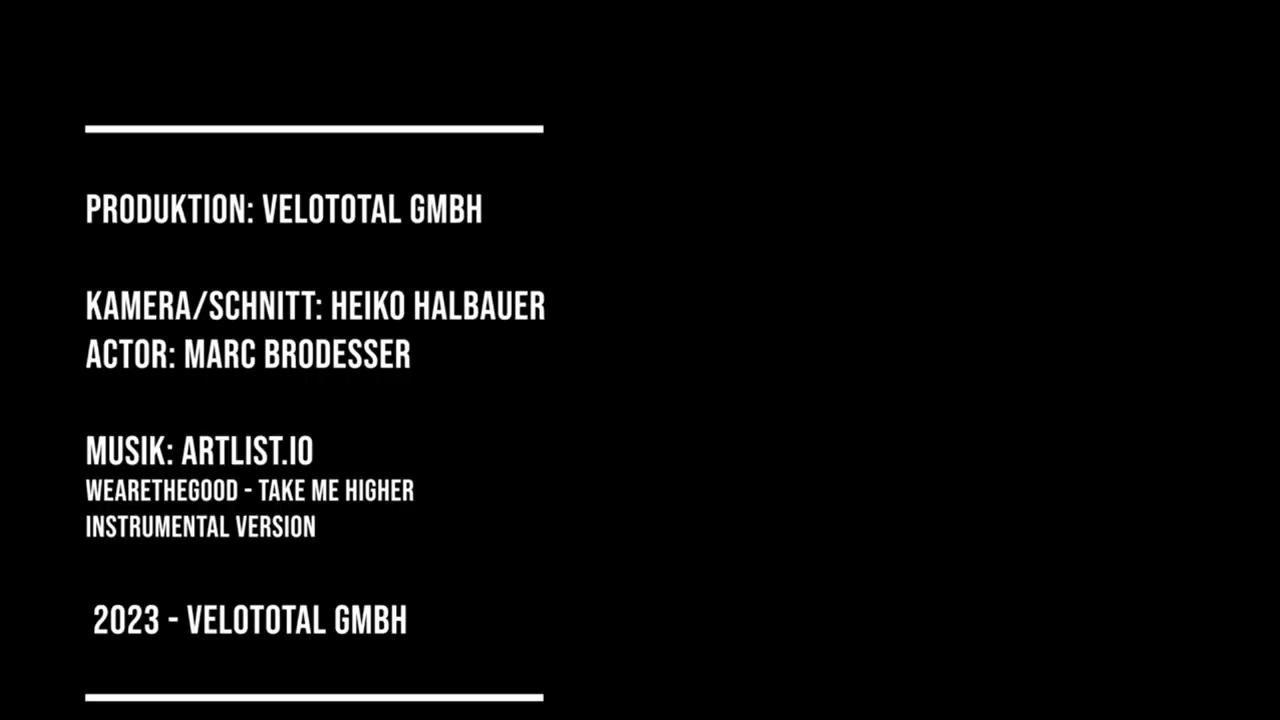 PRODUKTION: VELOTOTAL GMBH
KAMERA/SCHNITT: HEIKO HALBAUER
ACTOR: MARC BRODESSER
MUSIK: ARTLIST.IO
WEARETHEGOOD - TAKE ME HIGHER
INSTRUMENTAL VERSION
2023 - VELOTOTAL GMBH